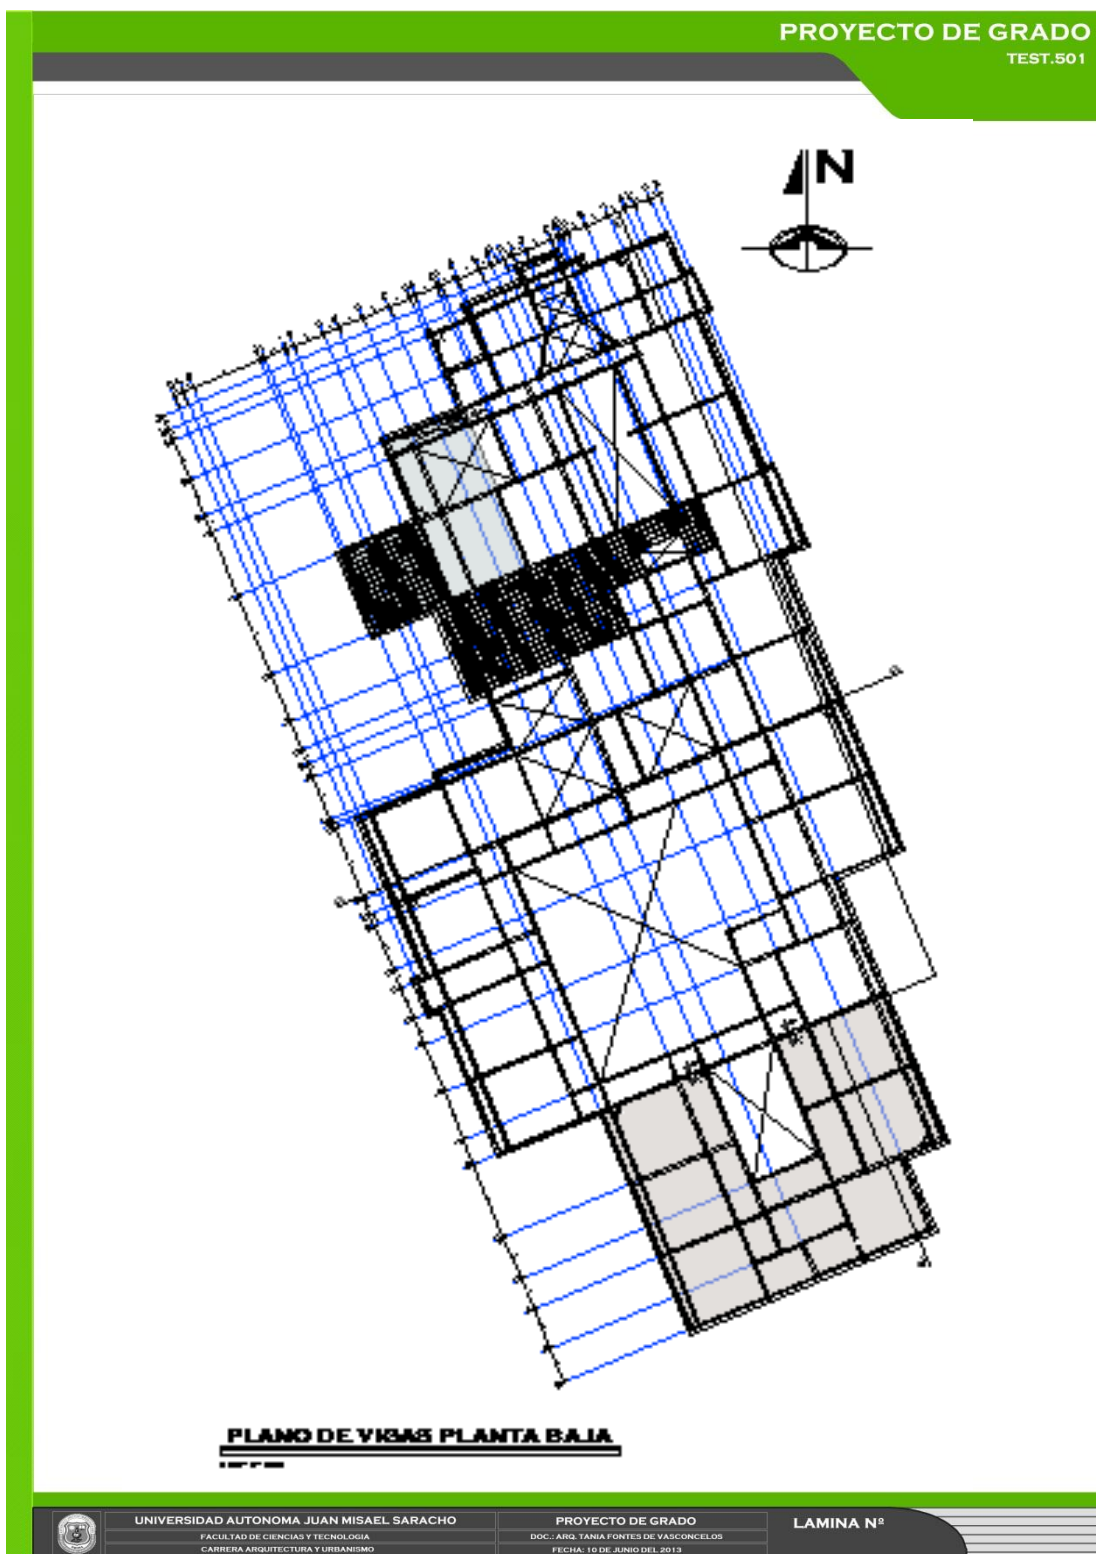 PROYECTO DE GRADO
TEST.501
N
PLANO DE VIGAS PLANTA BAJA
UNIVERSIDAD AUTONOMA JUAN MISAEL SARACHO
FACULTAD DE CIENCIAS Y TECNOLOGIA
CARRERA ARQUITECTURA Y URBANISMO
PROYECTO DE GRADO
DOC.: ARQ. TANIA FONTES DE VASCONCELOS
FECHA: 10 DE JUNIO DEL 2013
LAMINA Nº